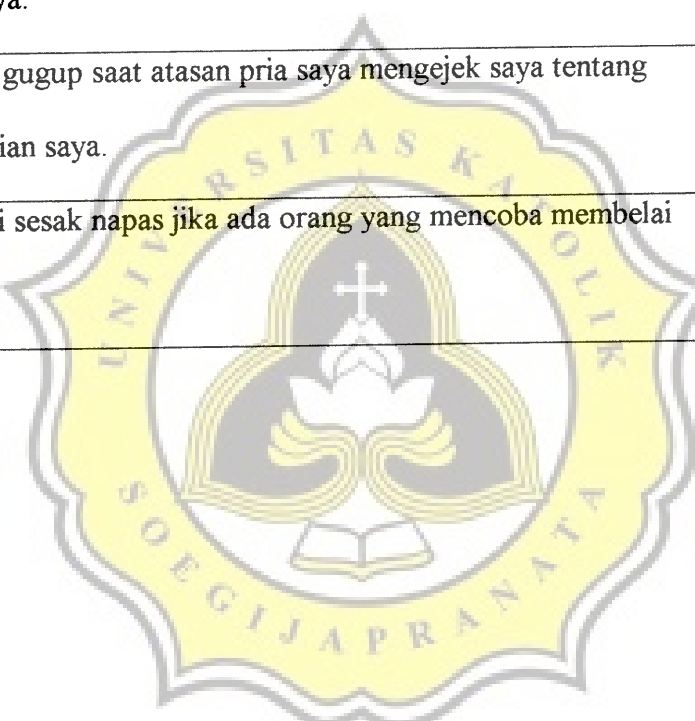 ya.
gugup saat atasan pria saya mengejek saya tentang
ian saya.
i sesak napas jika ada orang yang mencoba membelai
UNIVERSITAS KATOLIK
SOEGIJAPRANATA